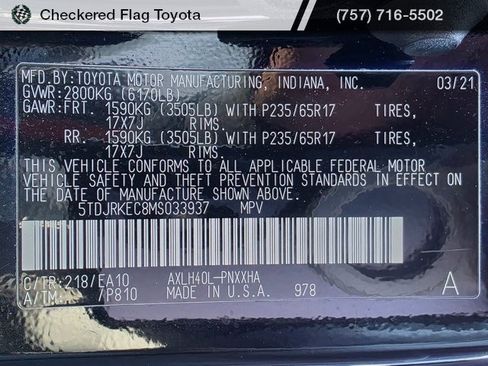 Checkered Flag Toyota
(757) 716-5502
MFD.BY:TOYOTA MOTOR MANUFACTURING, INDIANA, INC. 03/21
GVWR:2800KG (6170LB)
GAWR:FRT. 1590KG (3505LB) WITH P235/65R17 TIRES,
17X7J RIMS.
RR. 1590KG (3505LB) WITH P235/65R17 TIRES,
17X7J RIMS.
THIS VEHICLE CONFORMS TO ALL APPLICABLE FEDERAL MOTOR
VEHICLE SAFETY AND THEFT PREVENTION STANDARDS IN EFFECT ON
THE DATE OF MANUFACTURE SHOWN ABOVE.
5TDJRKEC8MS033937 MPV
C/TR:218/EA10 AXLH40L-PNXXHA
A/TM: /P810 MADE IN U.S.A. 978 A